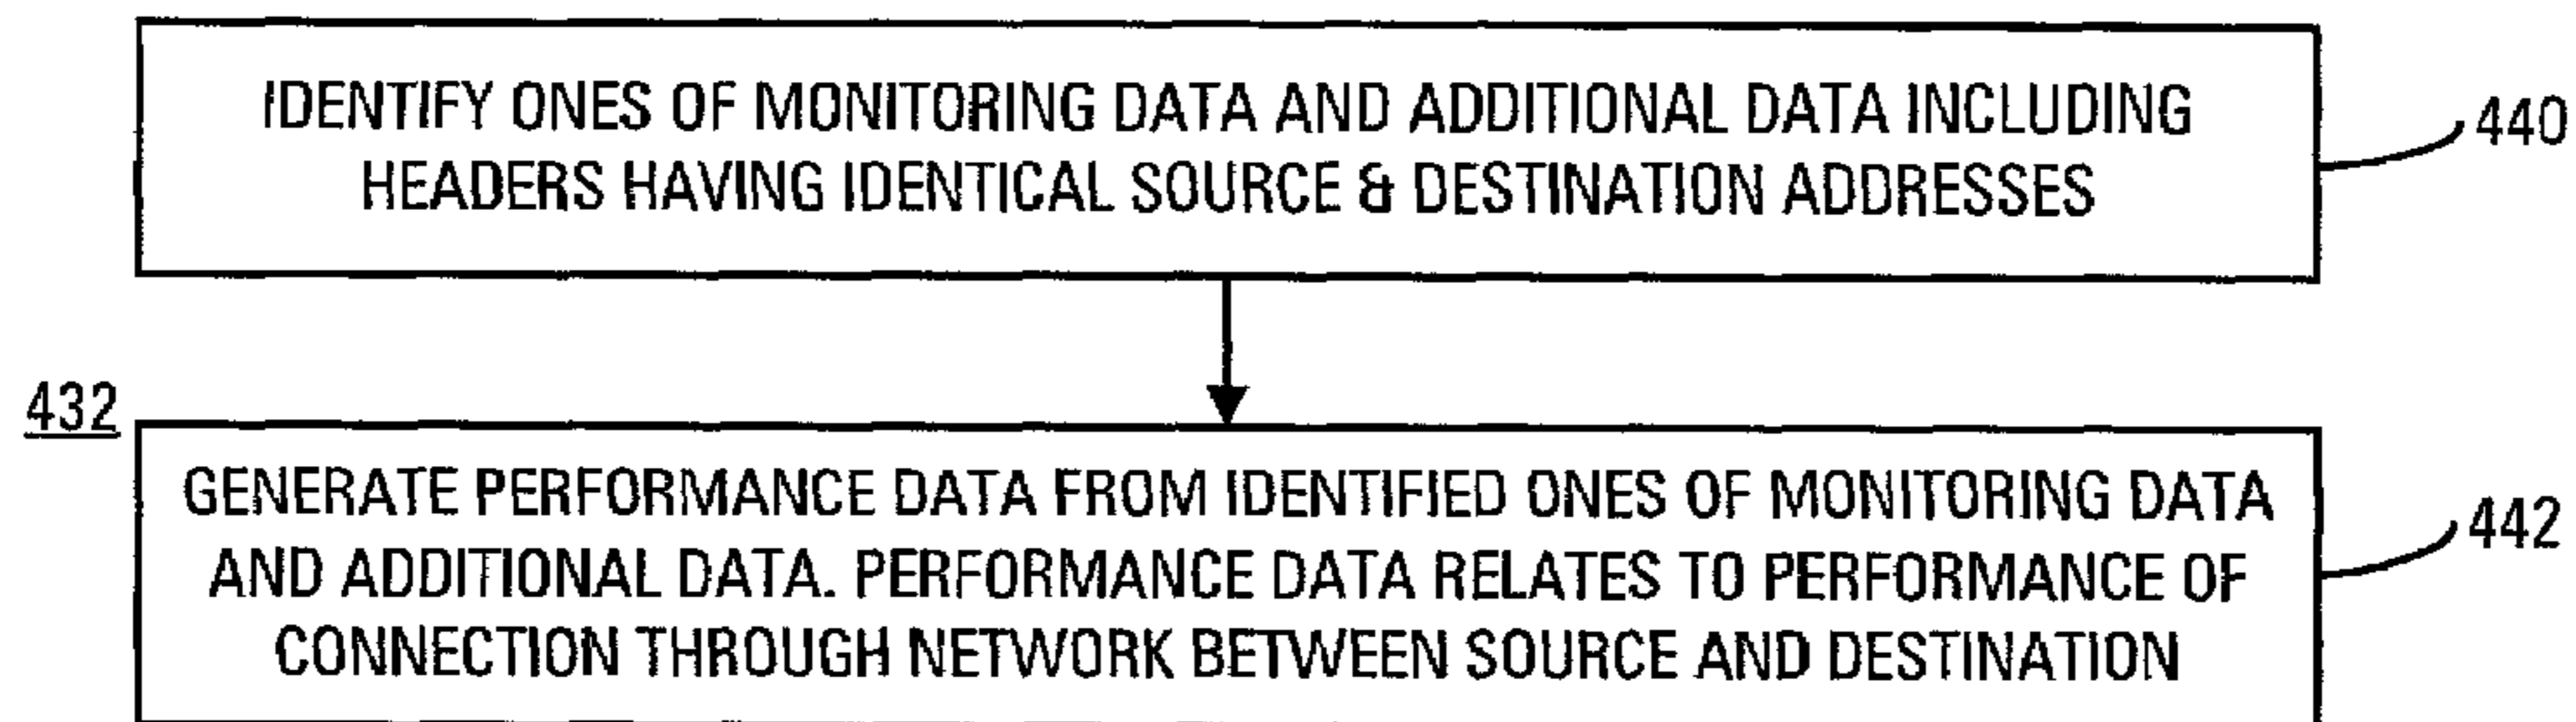 IDENTIFY ONES OF MONITORING DATA AND ADDITIONAL DATA INCLUDING
HEADERS HAVING IDENTICAL SOURCE & DESTINATION ADDRESSES
440
432
GENERATE PERFORMANCE DATA FROM IDENTIFIED ONES OF MONITORING DATA
AND ADDITIONAL DATA. PERFORMANCE DATA RELATES TO PERFORMANCE OF
CONNECTION THROUGH NETWORK BETWEEN SOURCE AND DESTINATION
442